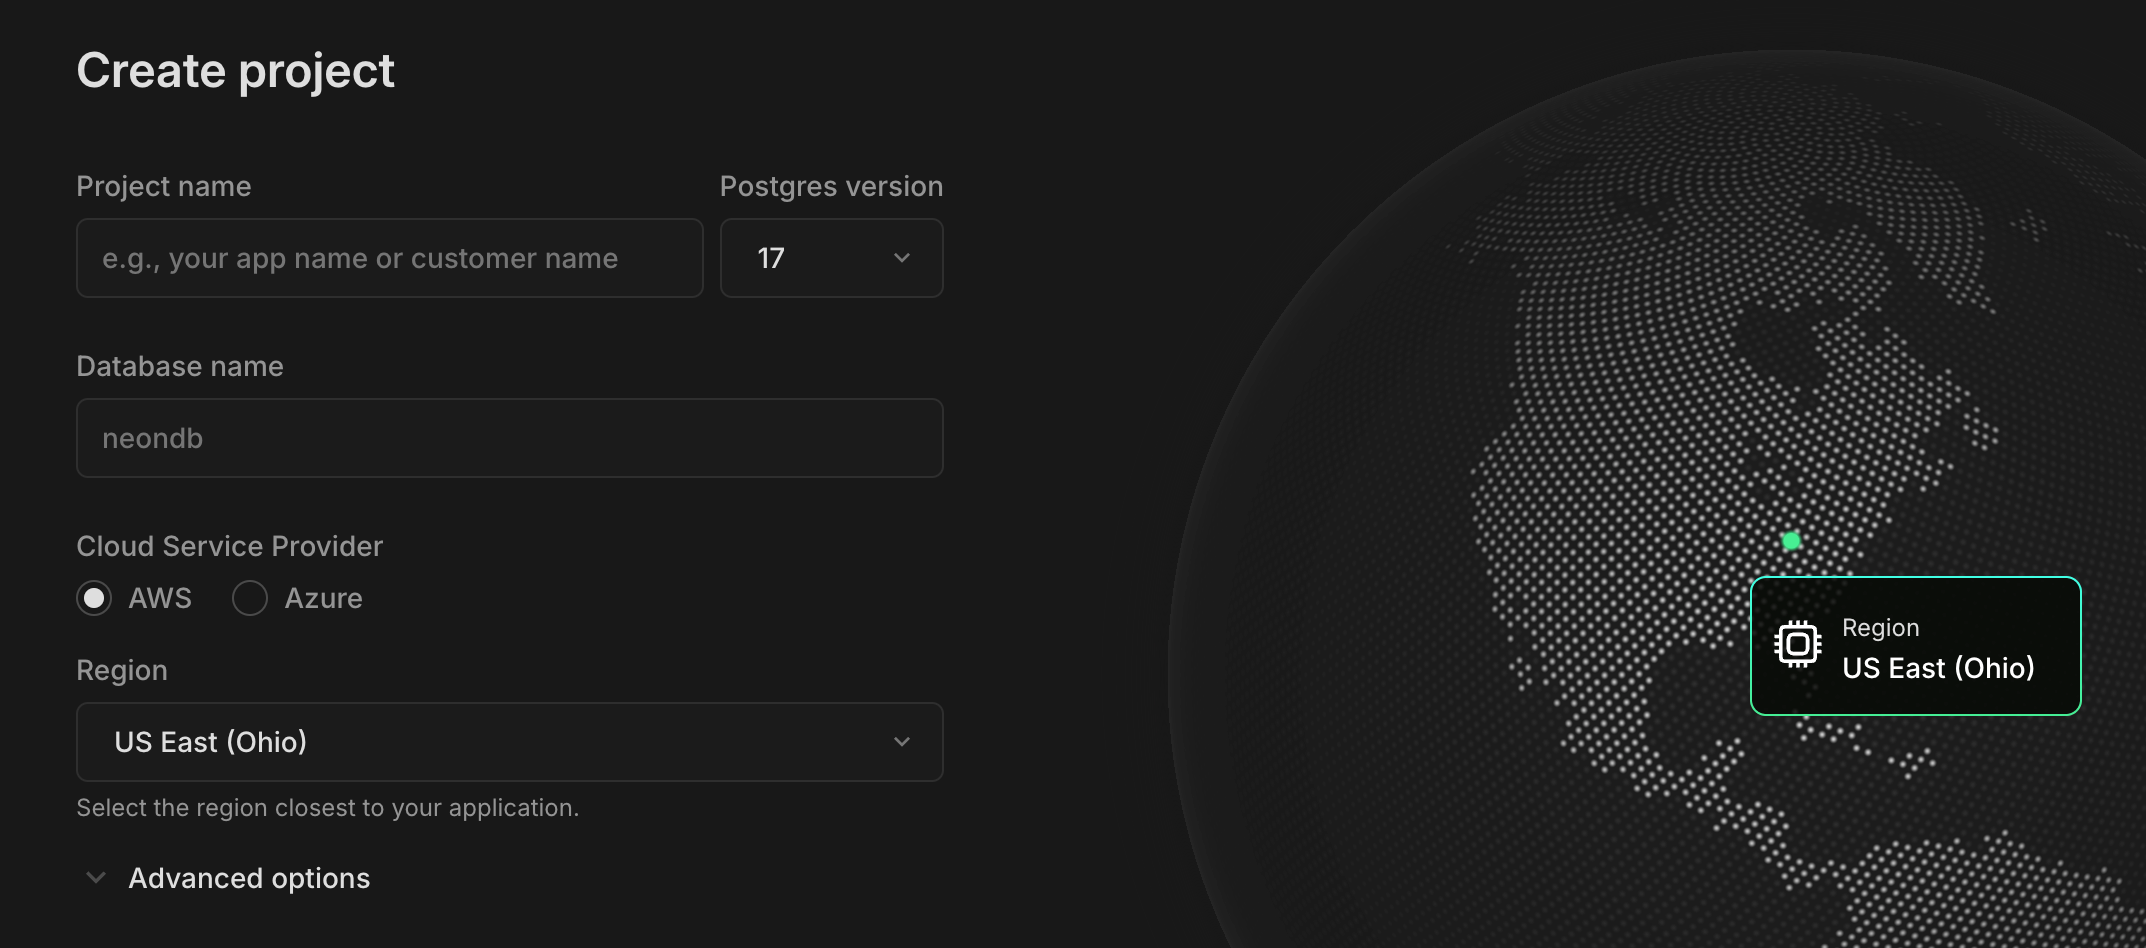 Create project
Project name
Postgres version
e.g., your app name or customer name
17
Database name
neondb
Cloud Service Provider
AWS
Azure
Region
US East (Ohio)
Select the region closest to your application.
Advanced options
Region
US East (Ohio)